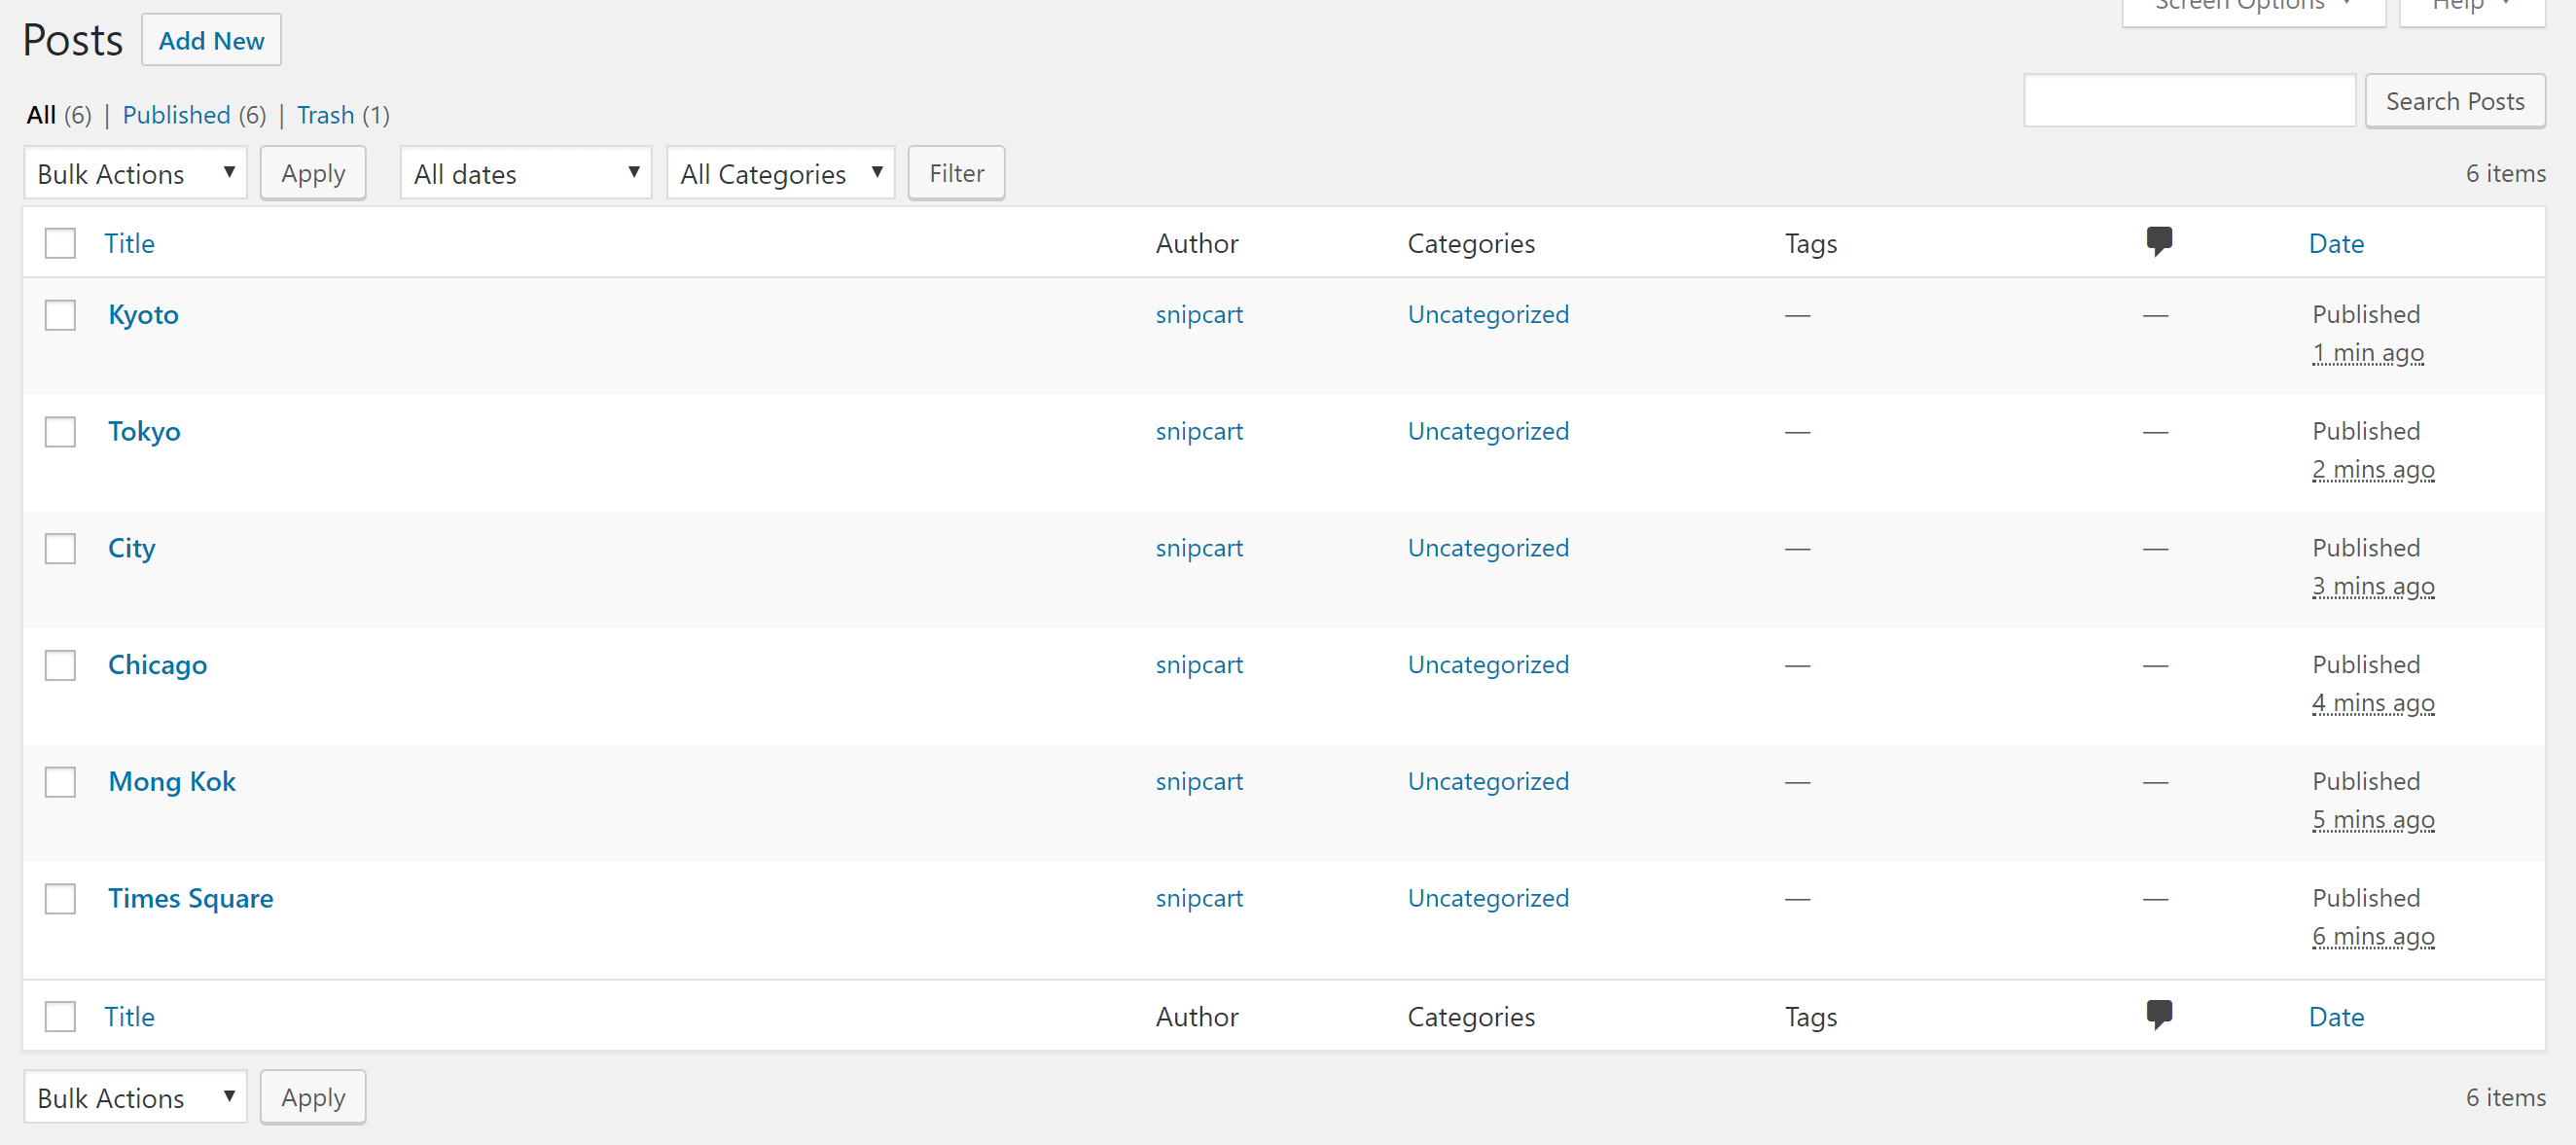 Screen Options Help
Posts Add New
Search Posts
All (6) | Published (6) | Trash (1)
Bulk Actions Apply All dates All Categories Filter 6 items
Title Author Categories Tags Date
Kyoto snipcart Uncategorized — — Published
1 min ago
Tokyo snipcart Uncategorized — — Published
2 mins ago
City snipcart Uncategorized — — Published
3 mins ago
Chicago snipcart Uncategorized — — Published
4 mins ago
Mong Kok snipcart Uncategorized — — Published
5 mins ago
Times Square snipcart Uncategorized — — Published
6 mins ago
Title Author Categories Tags Date
Bulk Actions Apply 6 items